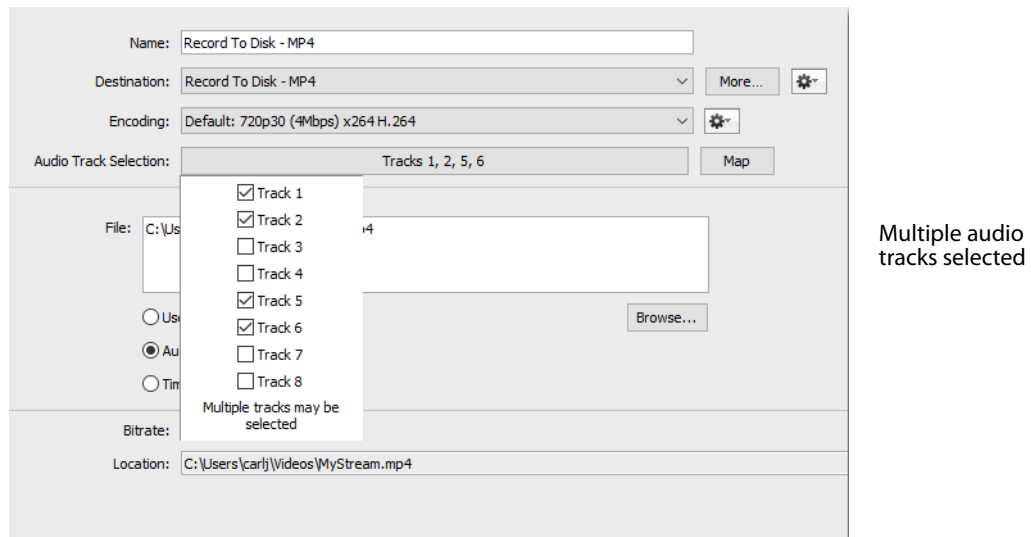 Name: Record To Disk - MP4
Destination: Record To Disk - MP4 More...
Encoding: Default: 720p30 (4Mbps) x264 H.264
Audio Track Selection: Tracks 1, 2, 5, 6 Map
Track 1
Track 2
Track 3
Track 4
Track 5
Track 6
Track 7
Track 8
Multiple tracks may be
selected
File: C:\Us
Browse...
Bitrate:
Location: C:\Users\carlj\Videos\MyStream.mp4
Multiple audio
tracks selected